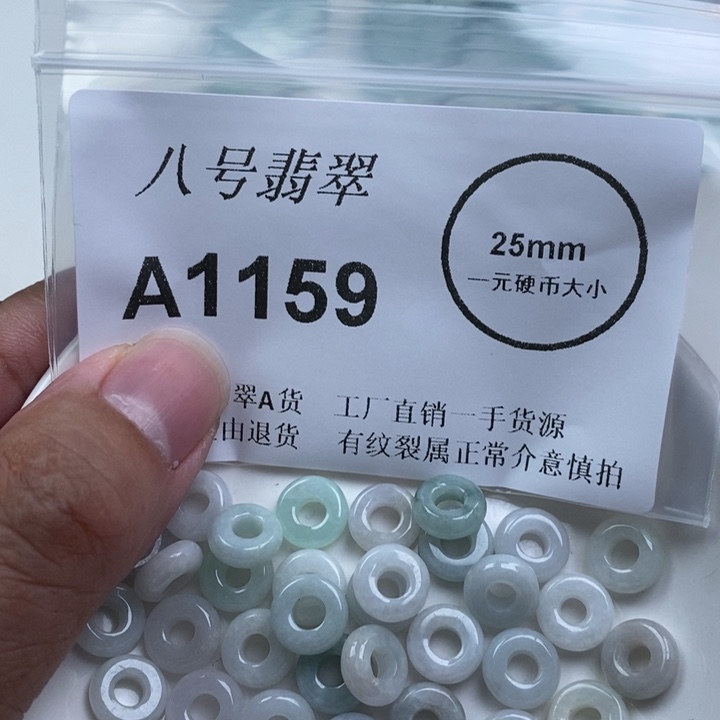 八号翡翠
A1159
25mm
一元硬币大小
翠A货 工厂直销一手货源
由退货 有纹裂属正常介意慎拍